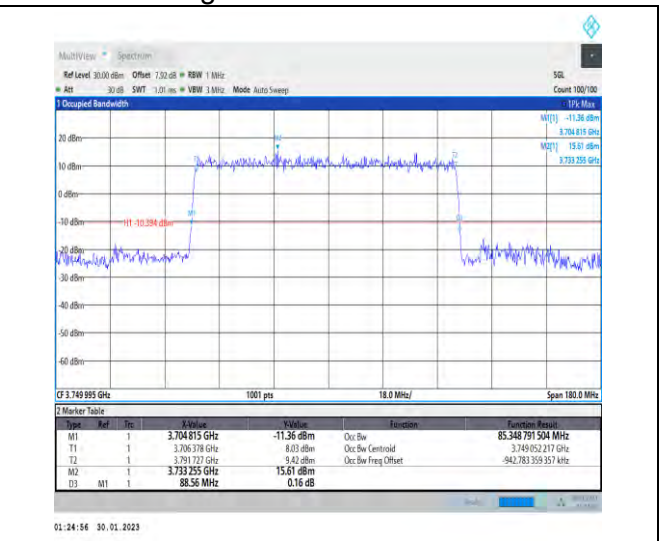 MultiView Spectrum
Ref Level 30.00 dBm Offset 7.92 dB RBW 1 MHz SGL
Att 30 dB SWT 1.01 ms VBW 3 MHz Mode Auto Sweep Count 100/100
1 Occupied Bandwidth 1Pk Max
M1[1] -11.36 dBm
3.704 815 GHz
M2[1] 15.61 dBm
3.733 255 GHz
20 dBm
M2
10 dBm
0 dBm
M1
-10 dBm
H1 -10.394 dBm
-20 dBm
-30 dBm
-40 dBm
-50 dBm
-60 dBm
CF 3.749 995 GHz 1001 pts 18.0 MHz/ Span 180.0 MHz
2 Marker Table
Type Ref Trc X-Value Y-Value Function Function Result
M1 1 3.704 815 GHz -11.36 dBm Occ Bw 85.348 791 504 MHz
T1 1 3.706 378 GHz 8.03 dBm Occ Bw Centroid 3.749 052 217 GHz
T2 1 3.791 727 GHz 9.42 dBm Occ Bw Freq Offset -942.783 359 357 kHz
M2 1 3.733 255 GHz 15.61 dBm
D3 M1 1 88.56 MHz 0.16 dB
01:24:56 30.01.2023